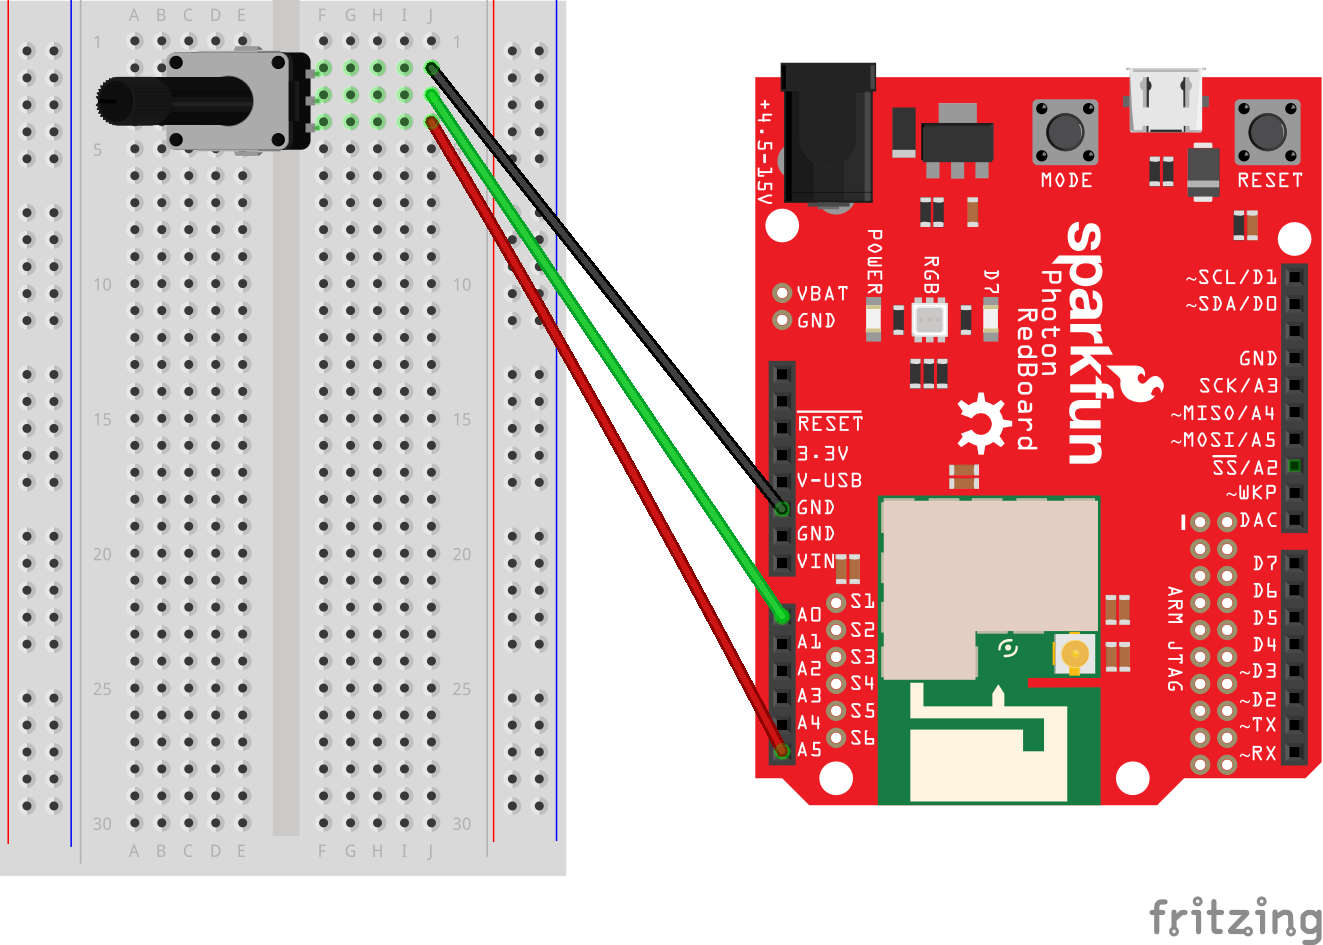 A B C D E F G H I J
1 1
5
10 10
15 15
20 20
25 25
30 30
A B C D E F G H I J
+4.5-15V
MODE
RESET
POWER
RGB
D7
sparkfun
Photon
RedBoard
VBAT
GND
RESET
3.3V
V-USB
GND
GND
VIN
A0
A1
A2
A3
A4
A5
S1
S2
S3
S4
S5
S6
~SCL/D1
~SDA/D0
GND
SCK/A3
~MISO/A4
~MOSI/A5
SS/A2
~WKP
DAC
1
ARM JTAG
D7
D6
D5
D4
~D3
~D2
~TX
~RX
fritzing